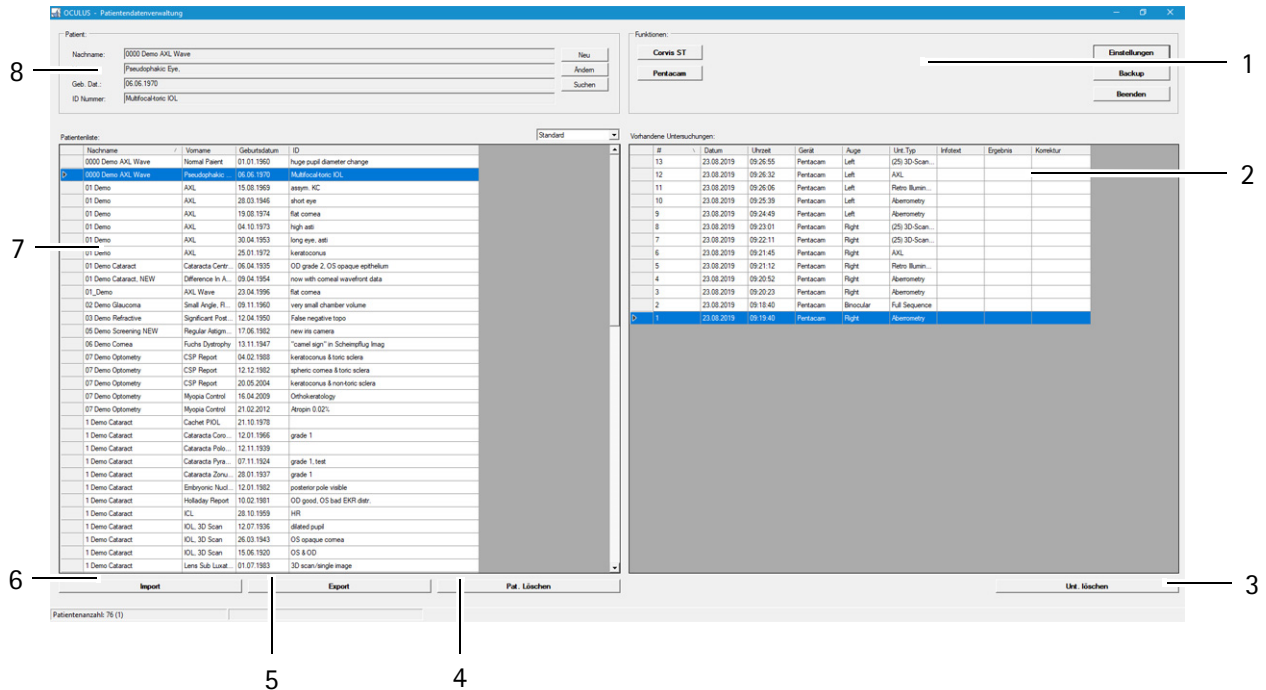 OCULUS - Patientendatenverwaltung
Patient:
Nachname: 0000 Demo AXL Wave Neu
Pseudophakic Eye, Ändern
Geb. Dat.: 06.06.1970 Suchen
ID Nummer: Multifocal-toric IOL
Funktionen:
Corvis ST Einstellungen
Pentacam Backup
Beenden
1
8
Patientenliste: Standard
Nachname / Vorname Geburtsdatum ID
0000 Demo AXL Wave Normal Paient 01.01.1960 huge pupil diameter change
0000 Demo AXL Wave Pseudophakic ... 06.06.1970 Multifocal-toric IOL
01 Demo AXL 15.08.1969 assym. KC
01 Demo AXL 28.03.1946 short eye
01 Demo AXL 19.08.1974 flat cornea
01 Demo AXL 04.10.1973 high asti
01 Demo AXL 30.04.1953 long eye, asti
01 Demo AXL 25.01.1972 keratoconus
01 Demo Cataract Cataracta Centr... 06.04.1935 OD grade 2, OS opaque epithelium
01 Demo Cataract, NEW Difference In A... 09.04.1954 now with corneal wavefront data
01_Demo AXL Wave 23.04.1996 flat cornea
02 Demo Glaucoma Small Angle, R... 09.11.1960 very small chamber volume
03 Demo Refractive Significant Post... 12.04.1950 False negative topo
05 Demo Screening NEW Regular Astigm... 17.06.1982 new iris camera
06 Demo Cornea Fuchs Dystrophy 13.11.1947 "camel sign" in Scheimpflug Imag
07 Demo Optometry CSP Report 04.02.1988 keratoconus & toric sclera
07 Demo Optometry CSP Report 12.12.1982 spheric cornea & toric sclera
07 Demo Optometry CSP Report 20.05.2004 keratoconus & non-toric sclera
07 Demo Optometry Myopia Control 16.04.2009 Orthokeratology
07 Demo Optometry Myopia Control 21.02.2012 Atropin 0.02%
1 Demo Cataract Cachet PIOL 21.10.1978
1 Demo Cataract Cataracta Coro... 12.01.1966 grade 1
1 Demo Cataract Cataracta Polo... 12.11.1939
1 Demo Cataract Cataracta Pyra... 07.11.1924 grade 1, test
1 Demo Cataract Cataracta Zonu... 28.01.1937 grade 1
1 Demo Cataract Embryonic Nucl... 12.01.1982 posterior pole visible
1 Demo Cataract Holladay Report 10.02.1981 OD good, OS bad EKR distr.
1 Demo Cataract ICL 28.10.1959 HR
1 Demo Cataract IOL, 3D Scan 12.07.1936 dilated pupil
1 Demo Cataract IOL, 3D Scan 26.03.1943 OS opaque cornea
1 Demo Cataract IOL, 3D Scan 15.06.1920 OS & OD
1 Demo Cataract Lens Sub Luxat... 01.07.1983 3D scan/single image
7
Vorhandene Untersuchungen:
# \ Datum Uhrzeit Gerät Auge Unt.Typ Infotext Ergebnis Korrektur
13 23.08.2019 09:26:55 Pentacam Left (25) 3D-Scan...
12 23.08.2019 09:26:32 Pentacam Left AXL
11 23.08.2019 09:26:06 Pentacam Left Retro Illumin...
10 23.08.2019 09:25:39 Pentacam Left Aberrometry
9 23.08.2019 09:24:49 Pentacam Left Aberrometry
8 23.08.2019 09:23:01 Pentacam Right (25) 3D-Scan...
7 23.08.2019 09:22:11 Pentacam Right (25) 3D-Scan...
6 23.08.2019 09:21:45 Pentacam Right AXL
5 23.08.2019 09:21:12 Pentacam Right Retro Illumin...
4 23.08.2019 09:20:52 Pentacam Right Aberrometry
3 23.08.2019 09:20:23 Pentacam Right Aberrometry
2 23.08.2019 09:18:40 Pentacam Binocular Full Sequence
1 23.08.2019 09:19:40 Pentacam Right Aberrometry
2
6 Import Export Pat. Löschen Unt. löschen 3
Patientenanzahl: 76 (1)
5 4